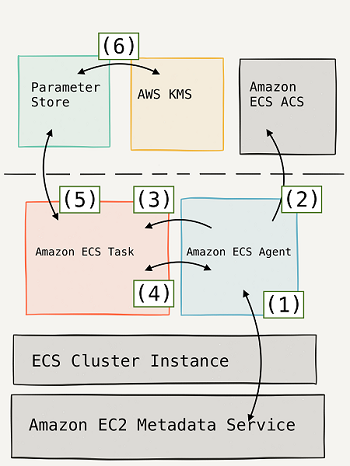 (6)
Parameter
Store
AWS KMS
Amazon
ECS ACS
(5)
(3)
(2)
Amazon ECS Task
Amazon ECS Agent
(4)
(1)
ECS Cluster Instance
Amazon EC2 Metadata Service